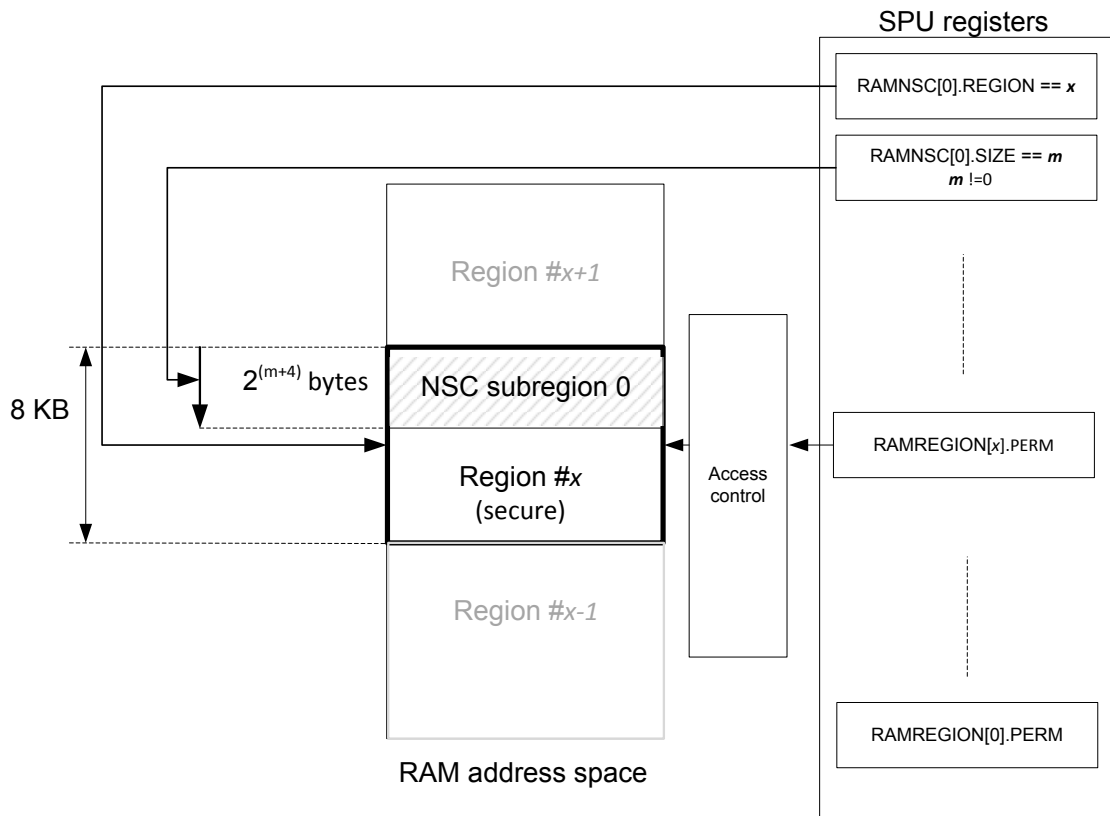 SPU registers
RAMNSC[0].REGION == x
RAMNSC[0].SIZE == m
m !=0
Region #x+1
2^(m+4) bytes
NSC subregion 0
8 KB
Region #x
(secure)
Access
control
RAMREGION[x].PERM
Region #x-1
RAMREGION[0].PERM
RAM address space